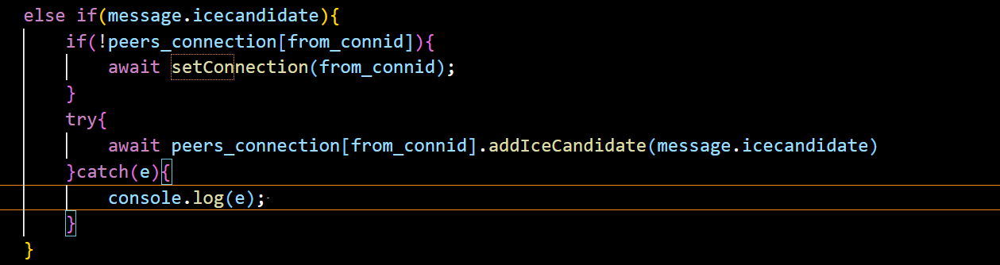 else if(message.icecandidate){
if(!peers_connection[from_connid]){
await setConnection(from_connid);
}
try{
await peers_connection[from_connid].addIceCandidate(message.icecandidate)
}catch(e){
console.log(e);
}
}